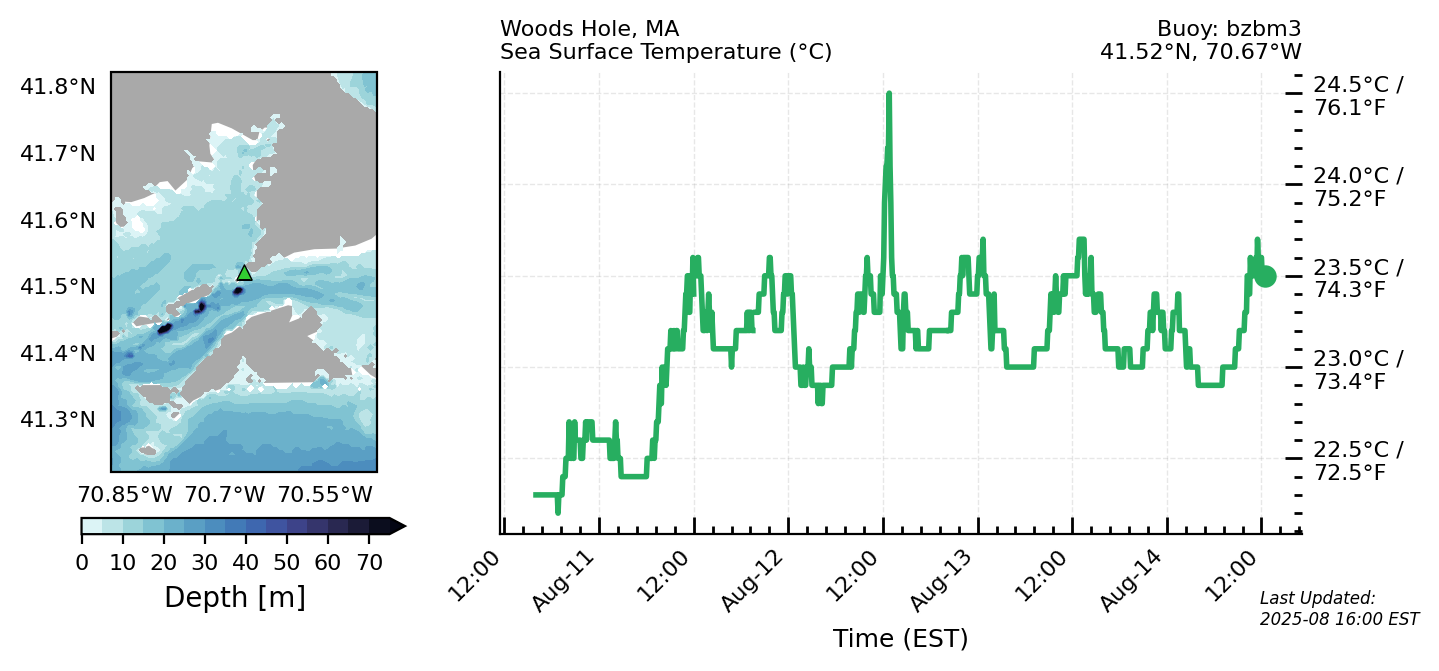 Woods Hole, MA
Sea Surface Temperature (°C)
Buoy: bzbm3
41.52°N, 70.67°W
41.8°N
41.7°N
41.6°N
41.5°N
41.4°N
41.3°N
70.85°W 70.7°W 70.55°W
0 10 20 30 40 50 60 70
Depth [m]
24.5°C /
76.1°F
24.0°C /
75.2°F
23.5°C /
74.3°F
23.0°C /
73.4°F
22.5°C /
72.5°F
12:00 Aug-11 12:00 Aug-12 12:00 Aug-13 12:00 Aug-14 12:00
Time (EST)
Last Updated:
2025-08 16:00 EST